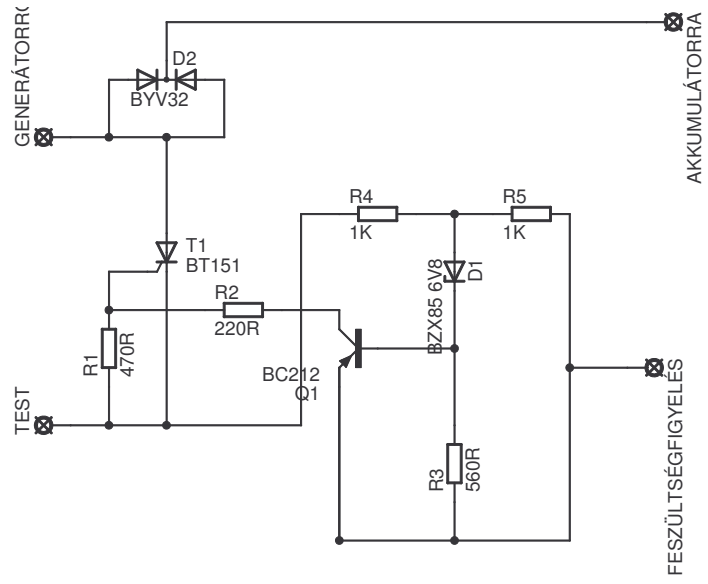 GENERÁTORRÓ
D2
BYV32
AKKUMULÁTORRA
R4
1K
R5
1K
T1
BT151
BZX85 6V8
D1
R2
220R
R1
470R
BC212
Q1
TEST
R3
560R
FESZÜLTSÉGFIGYELÉS